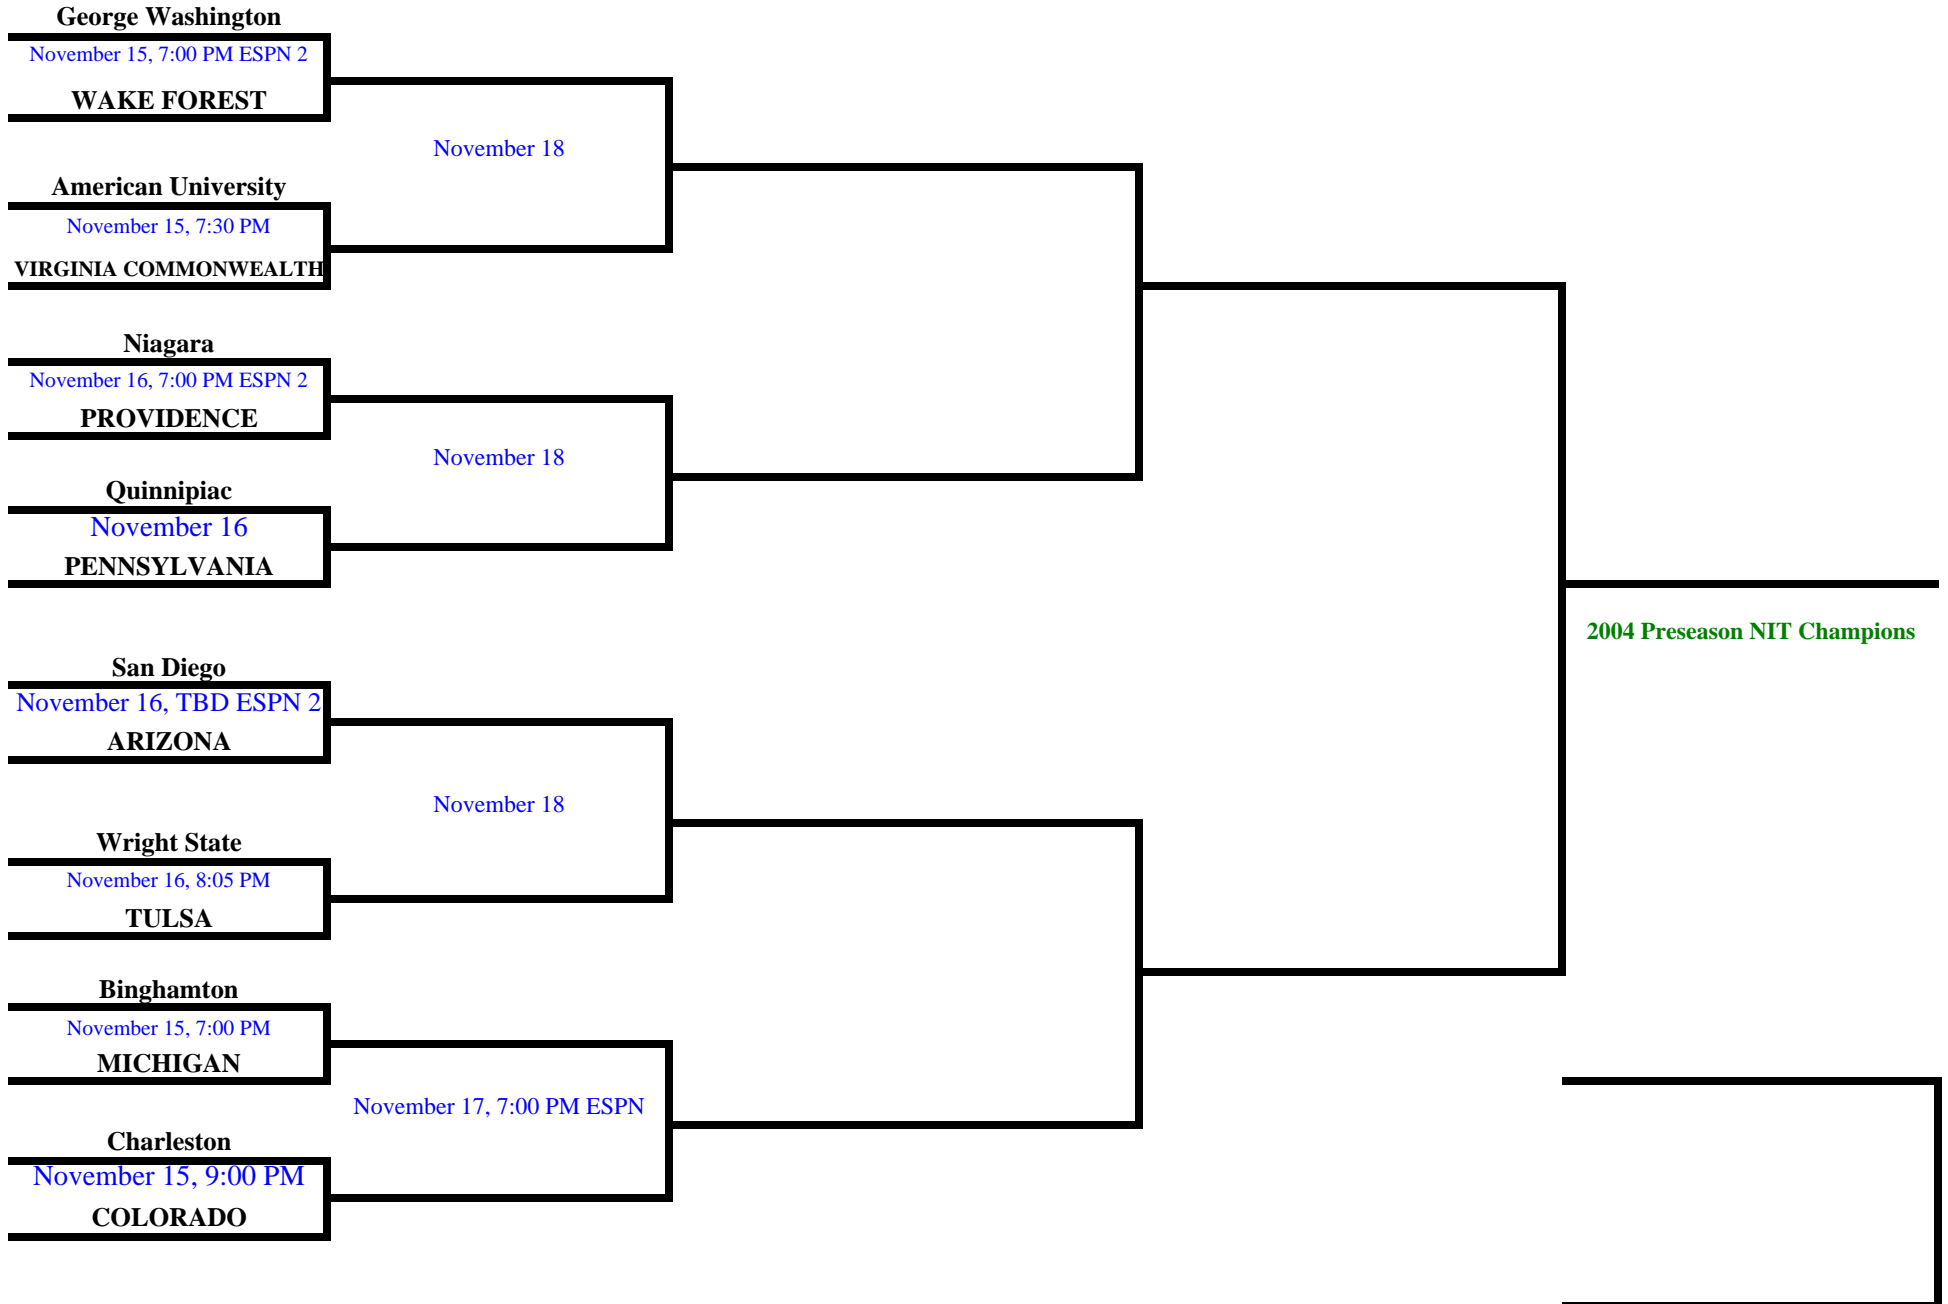 George Washington
November 15, 7:00 PM ESPN 2
WAKE FOREST
November 18
American University
November 15, 7:30 PM
VIRGINIA COMMONWEALTH
Niagara
November 16, 7:00 PM ESPN 2
PROVIDENCE
November 18
Quinnipiac
November 16
PENNSYLVANIA
2004 Preseason NIT Champions
San Diego
November 16, TBD ESPN 2
ARIZONA
November 18
Wright State
November 16, 8:05 PM
TULSA
Binghamton
November 15, 7:00 PM
MICHIGAN
November 17, 7:00 PM ESPN
Charleston
November 15, 9:00 PM
COLORADO